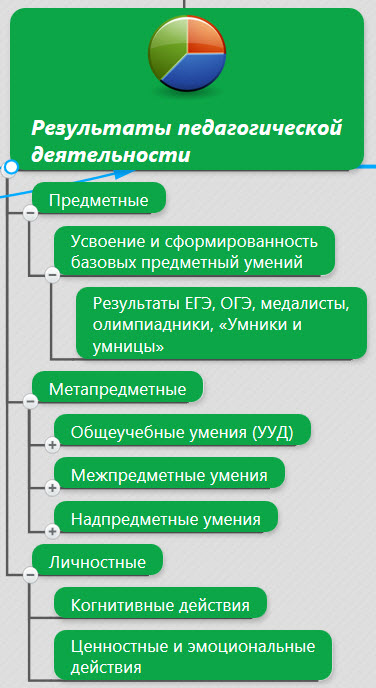 Результаты педагогической
деятельности
Предметные
Усвоение и сформированность
базовых предметный умений
Результаты ЕГЭ, ОГЭ, медалисты,
олимпиадники, «Умники и
умницы»
Метапредметные
Общеучебные умения (УУД)
Межпредметные умения
Надпредметные умения
Личностные
Когнитивные действия
Ценностные и эмоциональные
действия